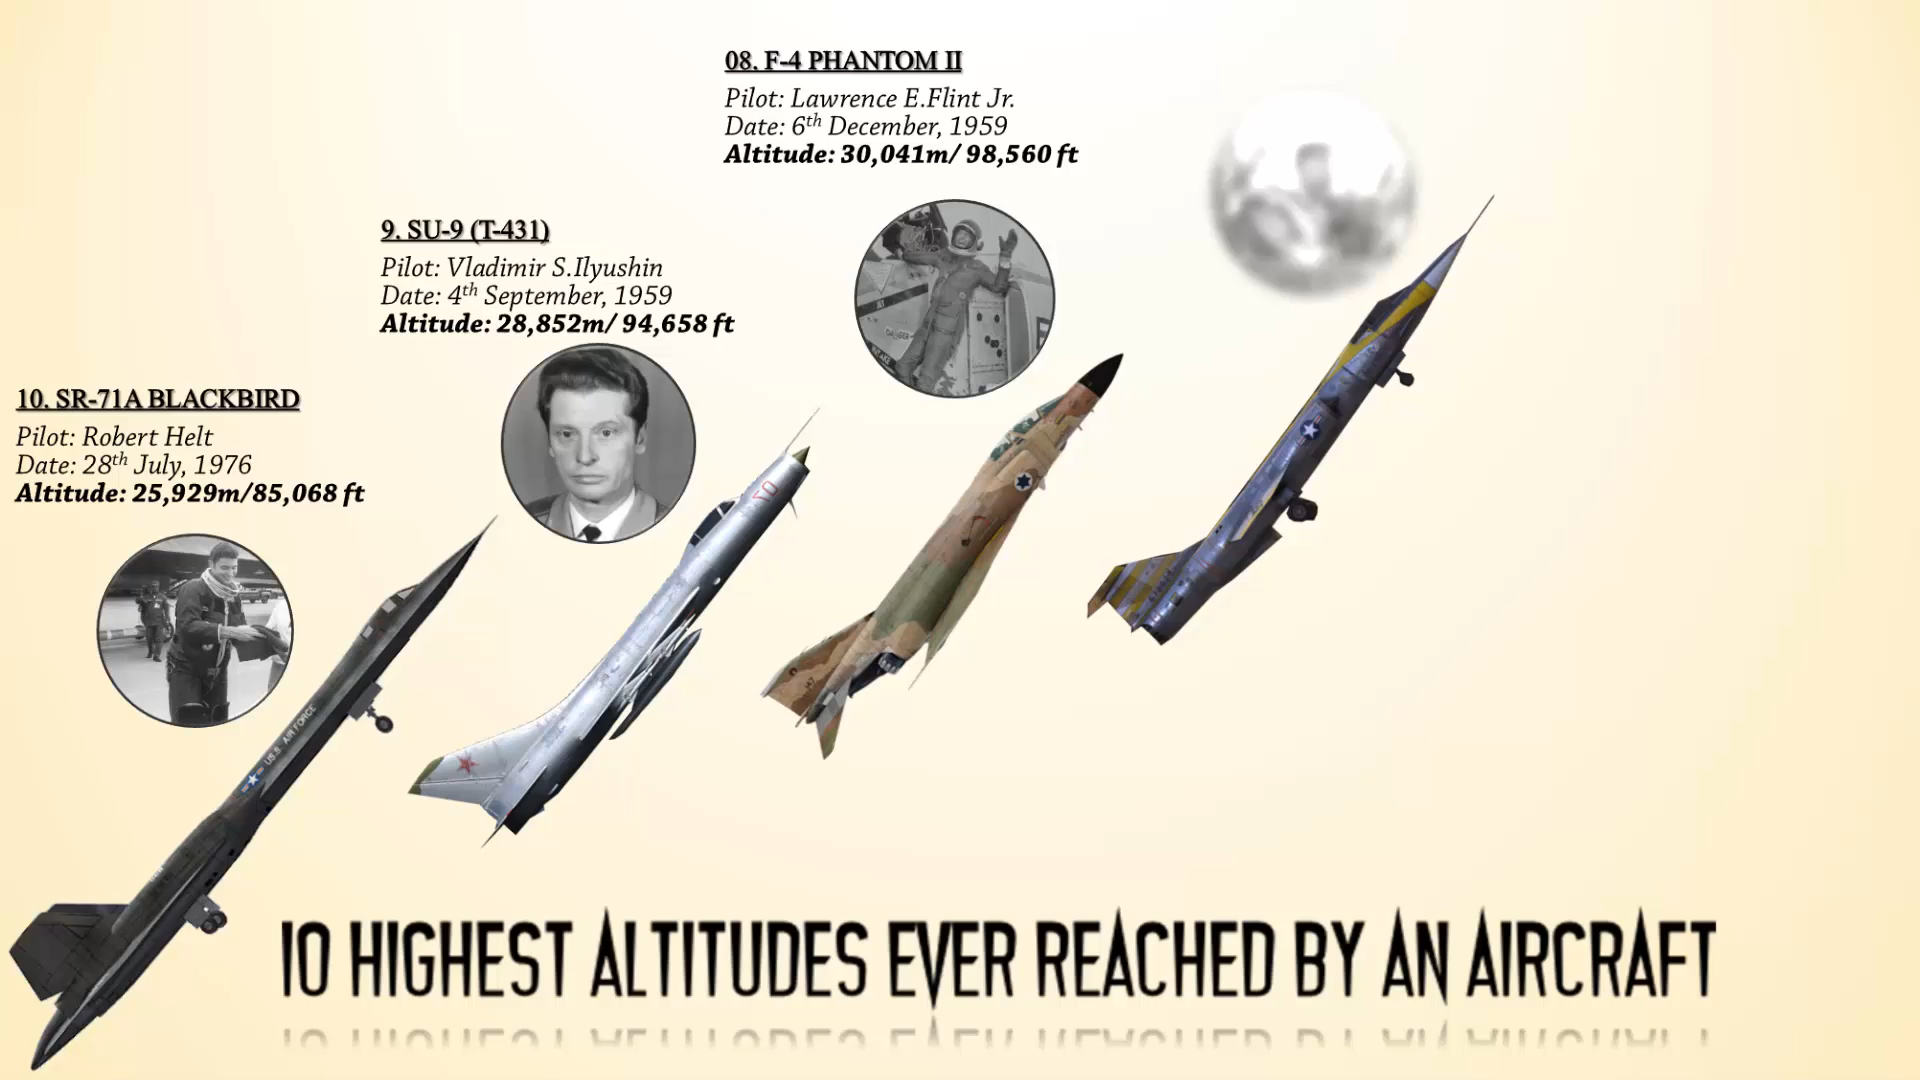 08. F-4 PHANTOM II
Pilot: Lawrence E.Flint Jr.
Date: 6th December, 1959
Altitude: 30,041m/ 98,560 ft
9. SU-9 (T-431)
Pilot: Vladimir S.Ilyushin
Date: 4th September, 1959
Altitude: 28,852m/ 94,658 ft
10. SR-71A BLACKBIRD
Pilot: Robert Helt
Date: 28th July, 1976
Altitude: 25,929m/85,068 ft
U.S. AIR FORCE
10 HIGHEST ALTITUDES EVER REACHED BY AN AIRCRAFT